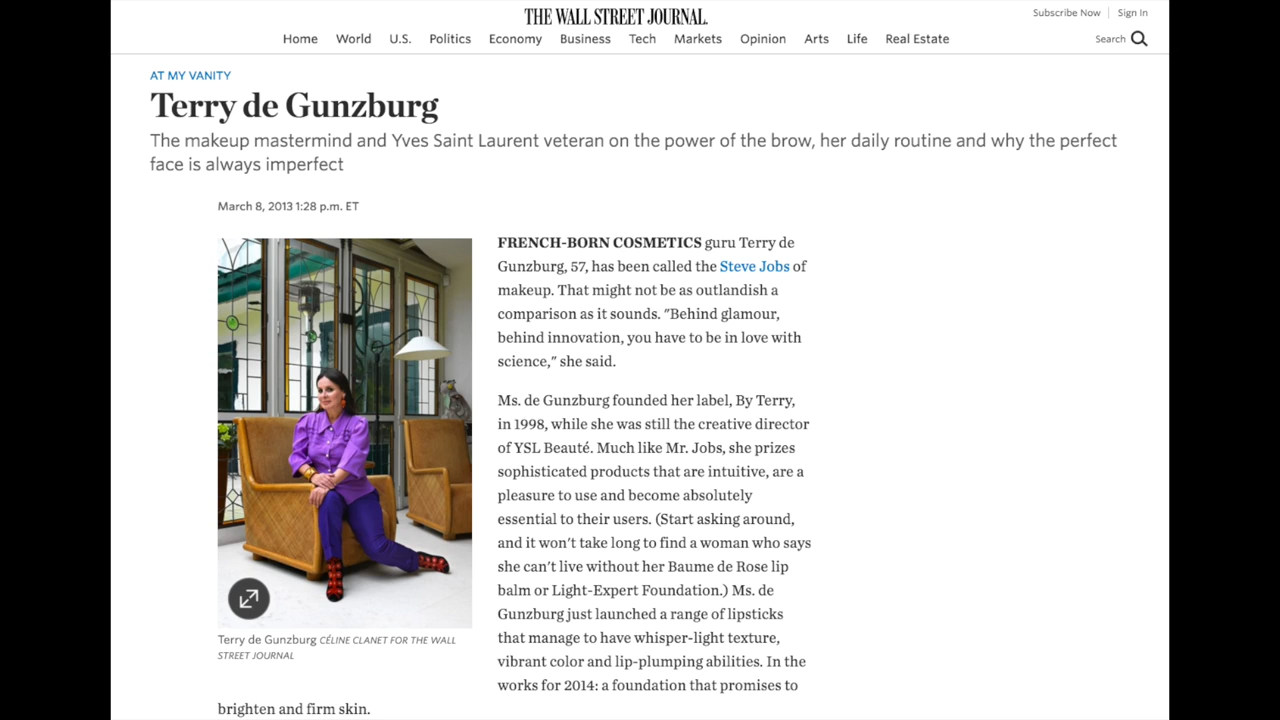 THE WALL STREET JOURNAL.
Subscribe Now | Sign In
Home World U.S. Politics Economy Business Tech Markets Opinion Arts Life Real Estate
Search
AT MY VANITY
Terry de Gunzburg
The makeup mastermind and Yves Saint Laurent veteran on the power of the brow, her daily routine and why the perfect
face is always imperfect
March 8, 2013 1:28 p.m. ET
FRENCH-BORN COSMETICS guru Terry de
Gunzburg, 57, has been called the Steve Jobs of
makeup. That might not be as outlandish a
comparison as it sounds. "Behind glamour,
behind innovation, you have to be in love with
science," she said.
Ms. de Gunzburg founded her label, By Terry,
in 1998, while she was still the creative director
of YSL Beauté. Much like Mr. Jobs, she prizes
sophisticated products that are intuitive, are a
pleasure to use and become absolutely
essential to their users. (Start asking around,
and it won't take long to find a woman who says
she can't live without her Baume de Rose lip
balm or Light-Expert Foundation.) Ms. de
Gunzburg just launched a range of lipsticks
that manage to have whisper-light texture,
vibrant color and lip-plumping abilities. In the
works for 2014: a foundation that promises to
brighten and firm skin.
Terry de Gunzburg CÉLINE CLANET FOR THE WALL
STREET JOURNAL